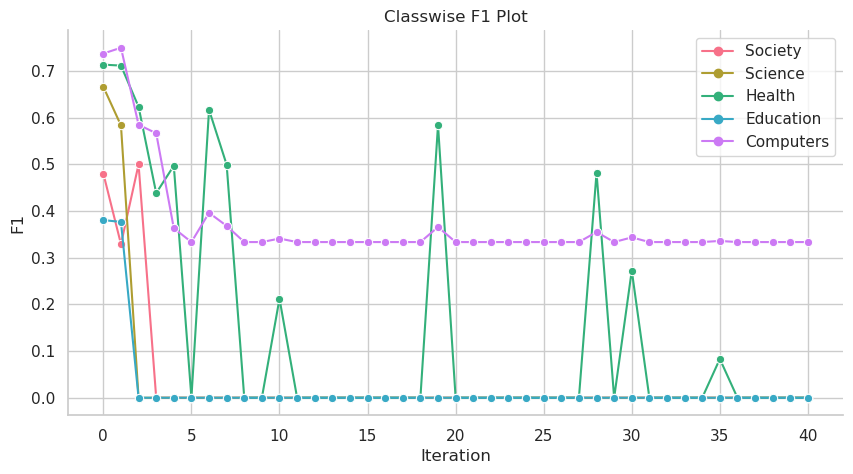 Classwise F1 Plot
Society
Science
Health
Education
Computers
F1
0.7
0.6
0.5
0.4
0.3
0.2
0.1
0.0
0 5 10 15 20 25 30 35 40
Iteration